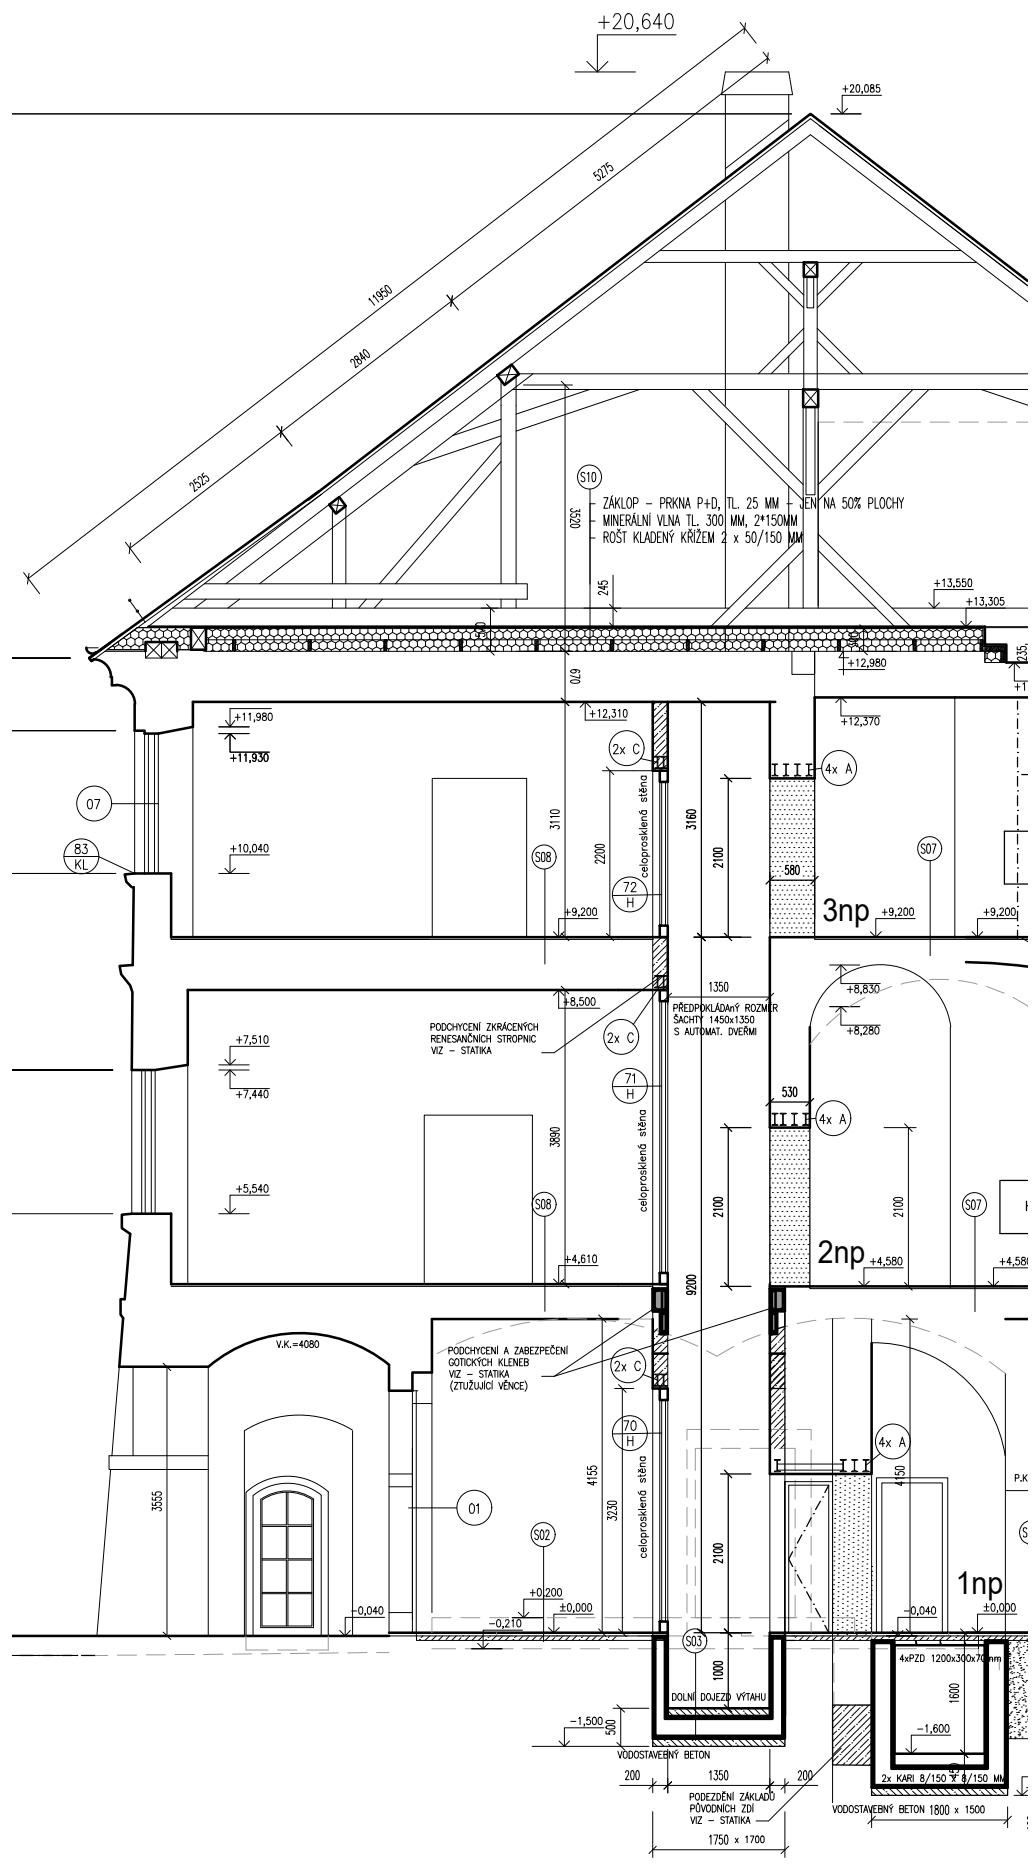 +20,640
+20,085
5275
11950
2840
2525
S10
ZÁKLOP – PRKNA P+D, TL. 25 MM – JEN NA 50% PLOCHY
– MINERÁLNÍ VLNA TL. 300 MM, 2*150MM
– ROŠT KLADENÝ KŘÍŽEM 2 x 50/150 MM
3520
245
+13,550
+13,305
235
+12,980
670
+11,980
+11,930
+12,310
+12,370
2x C
4x A
07
83
KL
+10,040
3110
2200
celoprosklená stěna
3160
2100
580
S08
S07
72
H
3np
+9,200
+9,200
+9,200
1350
+8,830
+8,280
+8,500
PŘEDPOKLÁDANÝ ROZMĚR
ŠACHTY 1450x1350
S AUTOMAT. DVEŘMI
PODCHYCENÍ ZKRÁCENÝCH
RENESANČNÍCH STROPNIC
VIZ – STATIKA
2x C
+7,510
+7,440
71
H
530
4x A
3890
celoprosklená stěna
2100
2100
+5,540
S08
S07
H
2np
+4,610
+4,580
+4,580
9200
V.K.=4080
PODCHYCENÍ A ZABEZPEČENÍ
GOTICKÝCH KLENEB
VIZ – STATIKA
(ZTUŽUJÍCÍ VĚNCE)
2x C
70
H
4x A
3555
4155
3230
celoprosklená stěna
4150
P.K
01
S02
2100
1np
+0,200
±0,000
–0,040
–0,210
–0,040
±0,000
S03
1000
4xPZD 1200x300x70mm
1600
DOLNÍ DOJEZD VÝTAHU
–1,500
500
–1,600
VODOSTAVEBNÝ BETON
2x KARI 8/150 x 8/150 MM
200
1350
200
PODEZDĚNÍ ZÁKLADŮ
PŮVODNÍCH ZDÍ
VIZ – STATIKA
VODOSTAVEBNÝ BETON 1800 x 1500
1750 x 1700